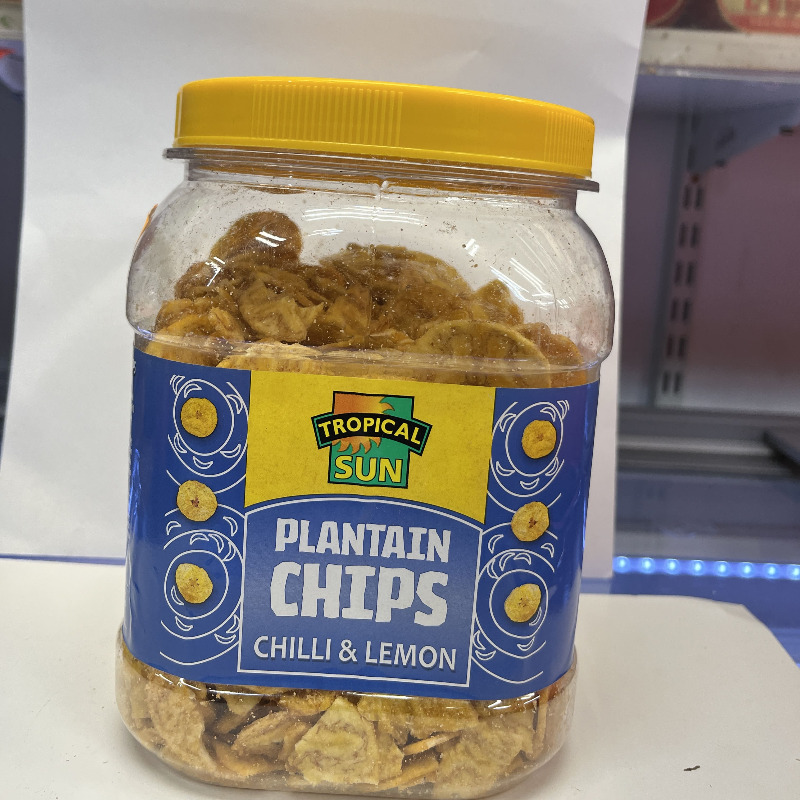 TROPICAL
SUN
PLANTAIN
CHIPS
CHILLI & LEMON